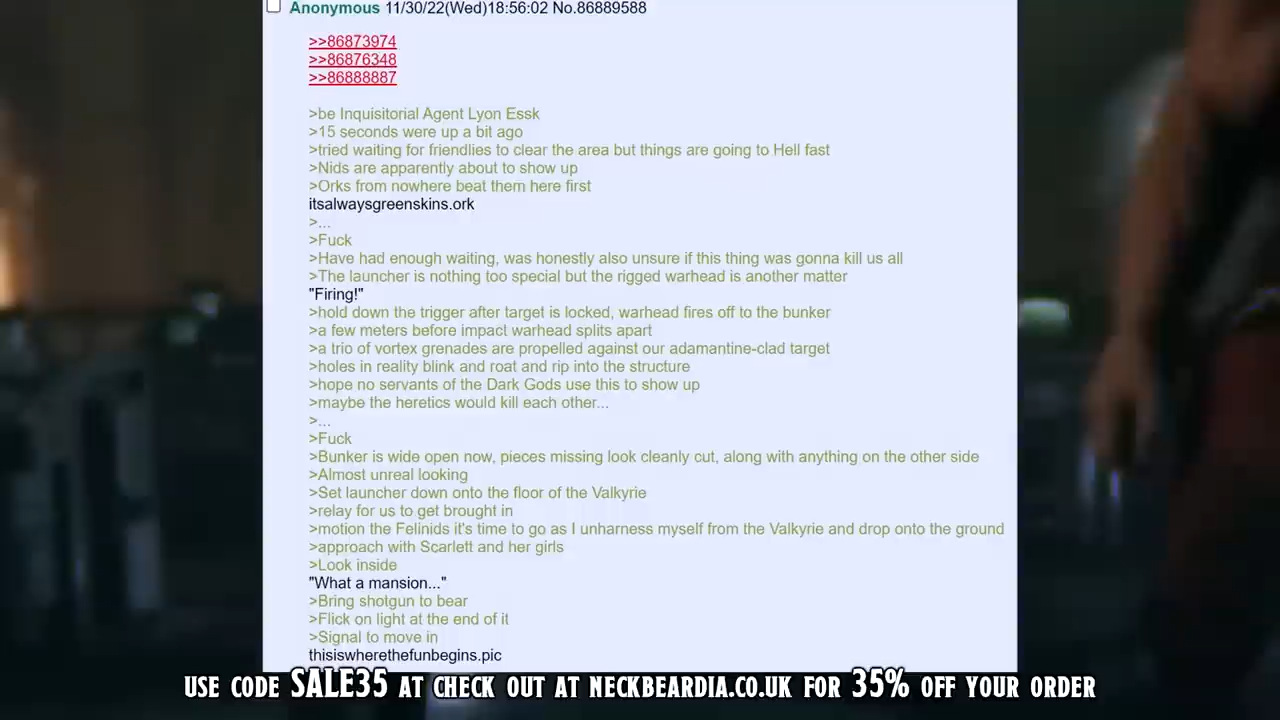 Anonymous 11/30/22(Wed)18:56:02 No.86889588
>>86873974
>>86876348
>>86888887
>be Inquisitorial Agent Lyon Essk
>15 seconds were up a bit ago
>tried waiting for friendlies to clear the area but things are going to Hell fast
>Nids are apparently about to show up
>Orks from nowhere beat them here first
itsalwaysgreenskins.ork
>...
>Fuck
>Have had enough waiting, was honestly also unsure if this thing was gonna kill us all
>The launcher is nothing too special but the rigged warhead is another matter
"Firing!"
>hold down the trigger after target is locked, warhead fires off to the bunker
>a few meters before impact warhead splits apart
>a trio of vortex grenades are propelled against our adamantine-clad target
>holes in reality blink and roat and rip into the structure
>hope no servants of the Dark Gods use this to show up
>maybe the heretics would kill each other...
>...
>Fuck
>Bunker is wide open now, pieces missing look cleanly cut, along with anything on the other side
>Almost unreal looking
>Set launcher down onto the floor of the Valkyrie
>relay for us to get brought in
>motion the Felinids it's time to go as I unharness myself from the Valkyrie and drop onto the ground
>approach with Scarlett and her girls
>Look inside
"What a mansion..."
>Bring shotgun to bear
>Flick on light at the end of it
>Signal to move in
thisiswherethefunbegins.pic
USE CODE SALE35 AT CHECK OUT AT NECKBEARDIA.CO.UK FOR 35% OFF YOUR ORDER